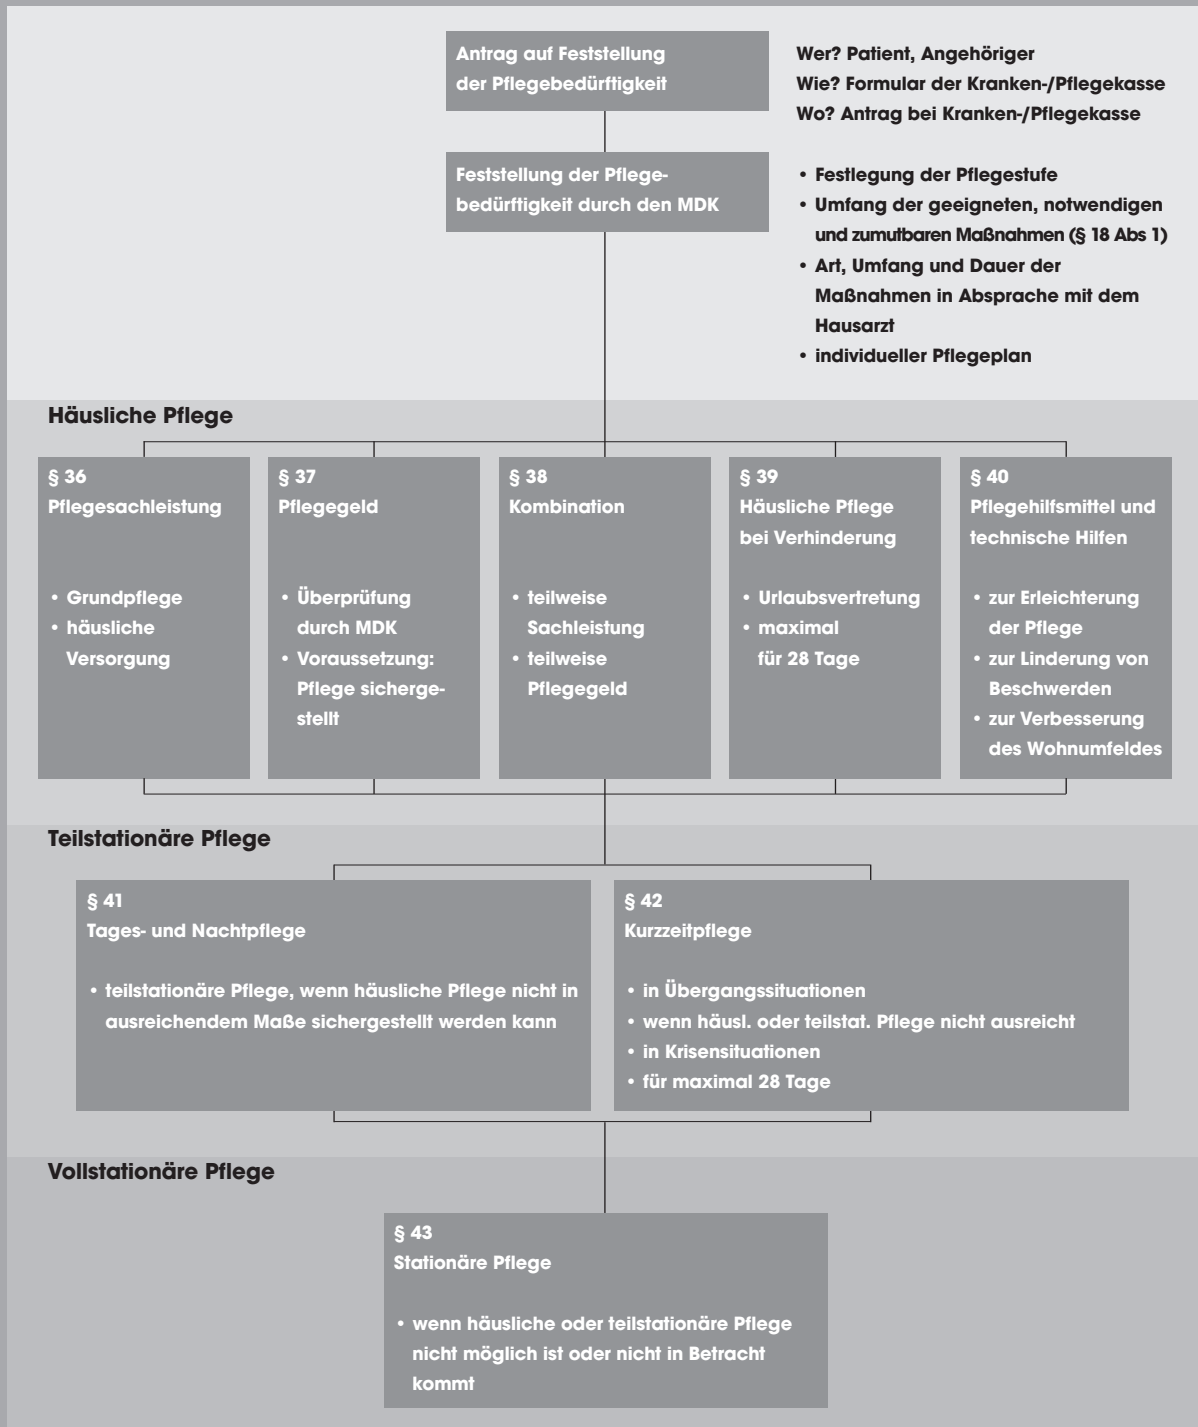 Antrag auf Feststellung
der Pflegebedürftigkeit
Wer? Patient, Angehöriger
Wie? Formular der Kranken-/Pflegekasse
Wo? Antrag bei Kranken-/Pflegekasse
Feststellung der Pflege-
bedürftigkeit durch den MDK
• Festlegung der Pflegestufe
• Umfang der geeigneten, notwendigen
und zumutbaren Maßnahmen (§ 18 Abs 1)
• Art, Umfang und Dauer der
Maßnahmen in Absprache mit dem
Hausarzt
• individueller Pflegeplan
Häusliche Pflege
§ 36
Pflegesachleistung
• Grundpflege
• häusliche
Versorgung
§ 37
Pflegegeld
• Überprüfung
durch MDK
• Voraussetzung:
Pflege sicherge-
stellt
§ 38
Kombination
• teilweise
Sachleistung
• teilweise
Pflegegeld
§ 39
Häusliche Pflege
bei Verhinderung
• Urlaubsvertretung
• maximal
für 28 Tage
§ 40
Pflegehilfsmittel und
technische Hilfen
• zur Erleichterung
der Pflege
• zur Linderung von
Beschwerden
• zur Verbesserung
des Wohnumfeldes
Teilstationäre Pflege
§ 41
Tages- und Nachtpflege
• teilstationäre Pflege, wenn häusliche Pflege nicht in
ausreichendem Maße sichergestellt werden kann
§ 42
Kurzzeitpflege
• in Übergangssituationen
• wenn häusl. oder teilstat. Pflege nicht ausreicht
• in Krisensituationen
• für maximal 28 Tage
Vollstationäre Pflege
§ 43
Stationäre Pflege
• wenn häusliche oder teilstationäre Pflege
nicht möglich ist oder nicht in Betracht
kommt